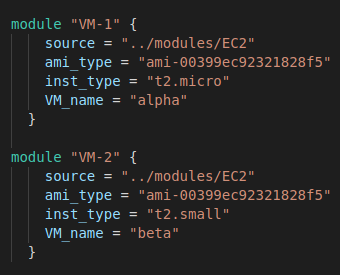 module "VM-1" {
source = "../modules/EC2"
ami_type = "ami-00399ec92321828f5"
inst_type = "t2.micro"
VM_name = "alpha"
}
module "VM-2" {
source = "../modules/EC2"
ami_type = "ami-00399ec92321828f5"
inst_type = "t2.small"
VM_name = "beta"
}